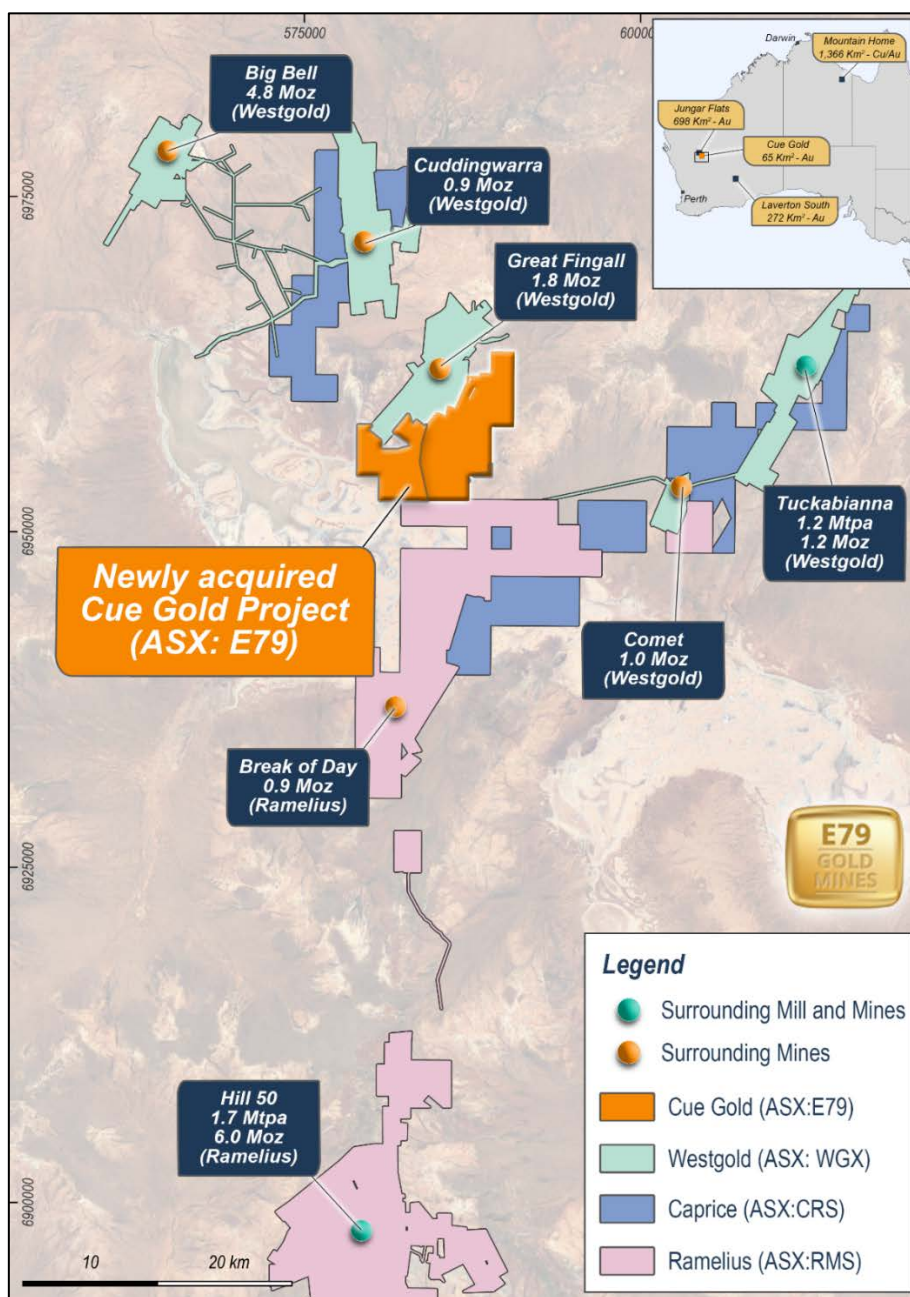 575000
60000
Darwin
Mountain Home
1,366 Km² - Cu/Au
Jungar Flats
698 Km² - Au
Cue Gold
65 Km² - Au
Perth
Laverton South
272 Km² - Au
Big Bell
4.8 Moz
(Westgold)
Cuddingwarra
0.9 Moz
(Westgold)
6975000
Great Fingall
1.8 Moz
(Westgold)
Tuckabianna
1.2 Mtpa
1.2 Moz
(Westgold)
6950000
Newly acquired
Cue Gold Project
(ASX: E79)
Comet
1.0 Moz
(Westgold)
Break of Day
0.9 Moz
(Ramelius)
E79
GOLD
MINES
6925000
Legend
Surrounding Mill and Mines
Surrounding Mines
Cue Gold (ASX:E79)
Westgold (ASX: WGX)
Caprice (ASX:CRS)
Ramelius (ASX:RMS)
Hill 50
1.7 Mtpa
6.0 Moz
(Ramelius)
6900000
10
20 km